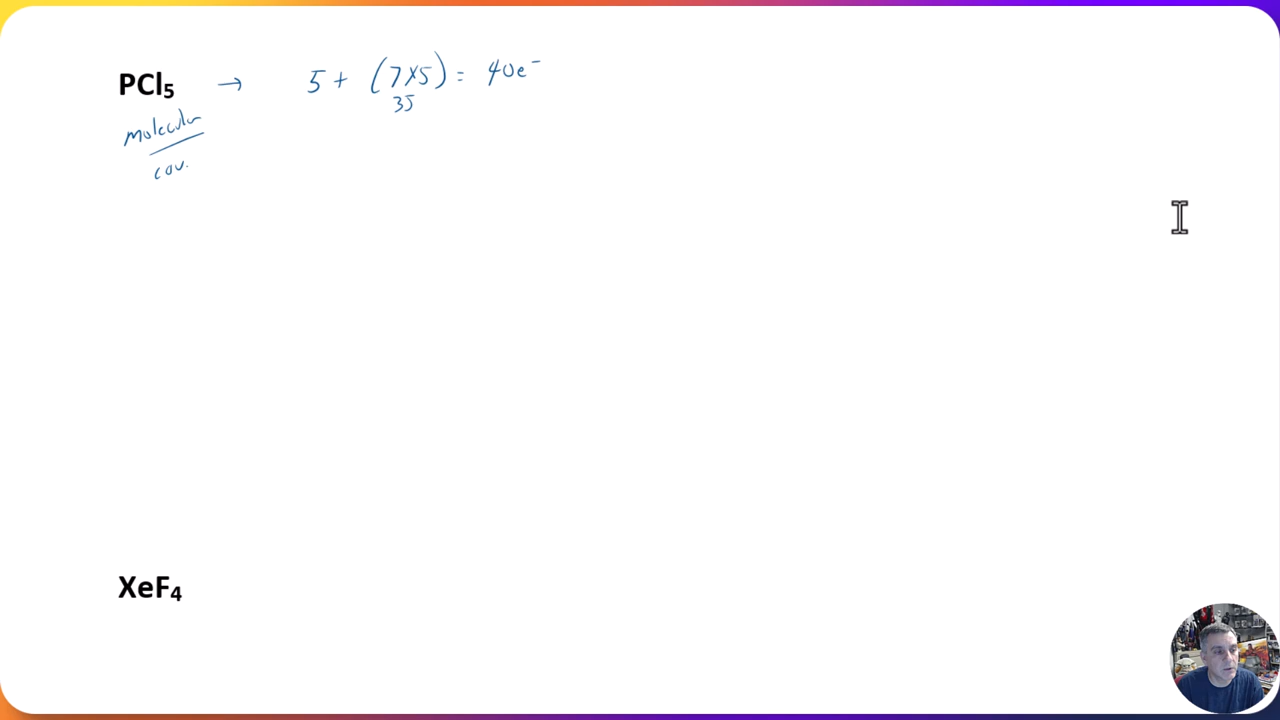 PCl₅ → 5 + (7x5) = 40e⁻
35
molecular
cov.
XeF₄